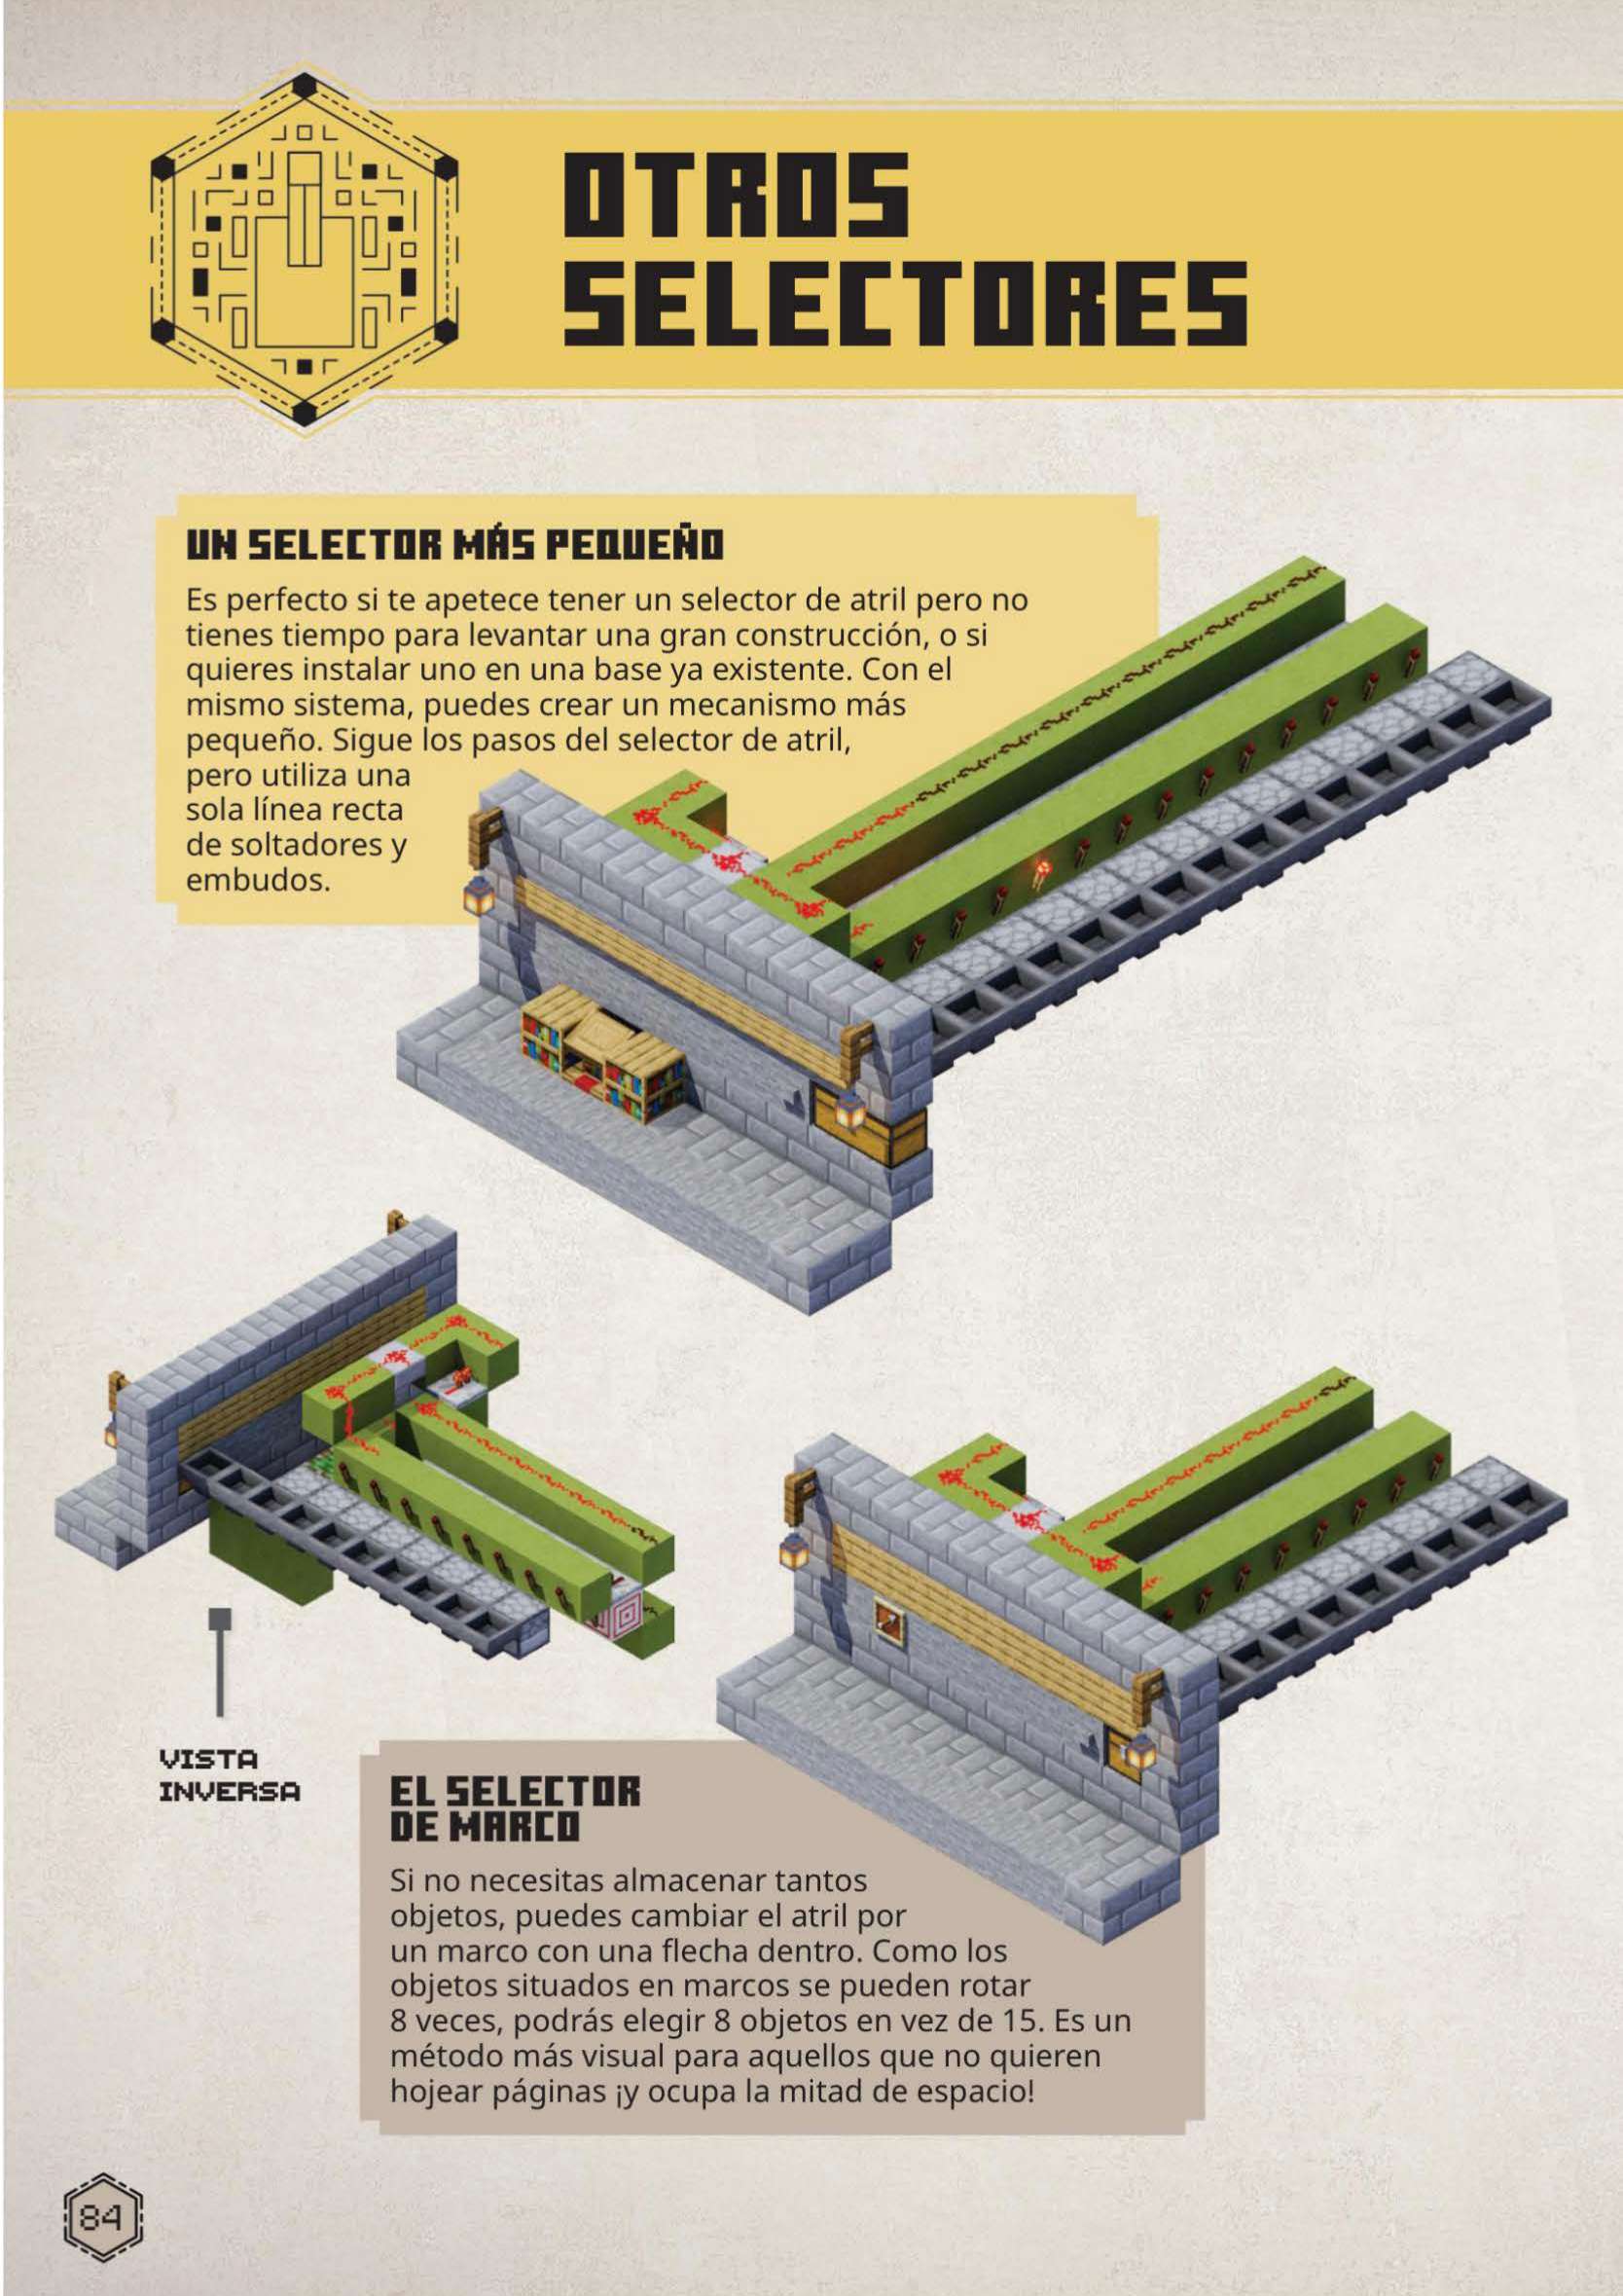 OTROS
SELECTORES
UN SELECTOR MÁS PEQUEÑO
Es perfecto si te apetece tener un selector de atril pero no
tienes tiempo para levantar una gran construcción, o si
quieres instalar uno en una base ya existente. Con el
mismo sistema, puedes crear un mecanismo más
pequeño. Sigue los pasos del selector de atril,
pero utiliza una
sola línea recta
de soltadores y
embudos.
VISTA
INVERSA
EL SELECTOR
DE MARCO
Si no necesitas almacenar tantos
objetos, puedes cambiar el atril por
un marco con una flecha dentro. Como los
objetos situados en marcos se pueden rotar
8 veces, podrás elegir 8 objetos en vez de 15. Es un
método más visual para aquellos que no quieren
hojear páginas ¡y ocupa la mitad de espacio!
84